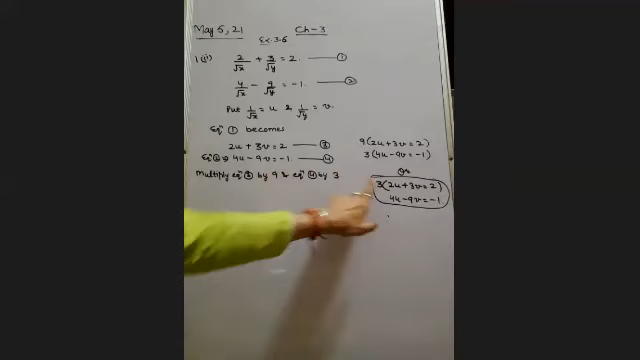 May 5, 21 Ch-3
Ex-3.6
1(ii) 2/√x + 3/√y = 2 ①
4/√x - 9/√y = -1 ②
Put 1/√x = u & 1/√y = v
Eqⁿ ① becomes
2u + 3v = 2 ③
Eqⁿ ② ⇒ 4u - 9v = -1 ④
Multiply eqⁿ ③ by 9 & eqⁿ ④ by 3
9(2u+3v=2)
3(4u-9v=-1)
Or
3(2u+3v=2)
4u-9v=-1